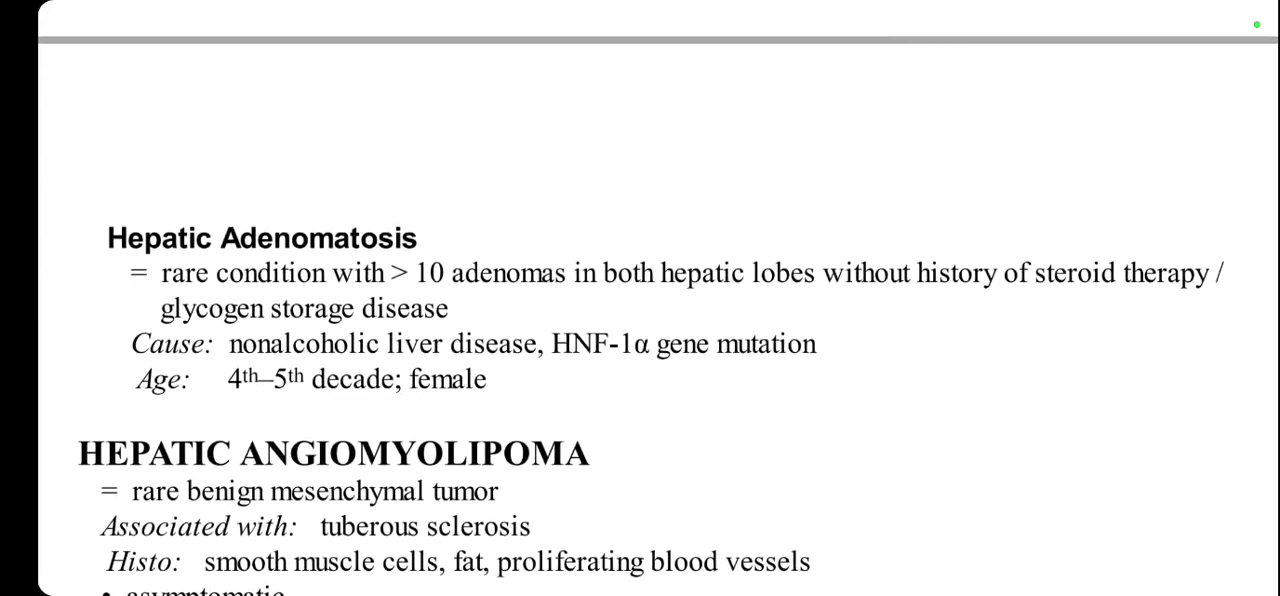 Hepatic Adenomatosis
= rare condition with > 10 adenomas in both hepatic lobes without history of steroid therapy /
glycogen storage disease
Cause: nonalcoholic liver disease, HNF-1α gene mutation
Age: 4th–5th decade; female
HEPATIC ANGIOMYOLIPOMA
= rare benign mesenchymal tumor
Associated with: tuberous sclerosis
Histo: smooth muscle cells, fat, proliferating blood vessels
• asymptomatic